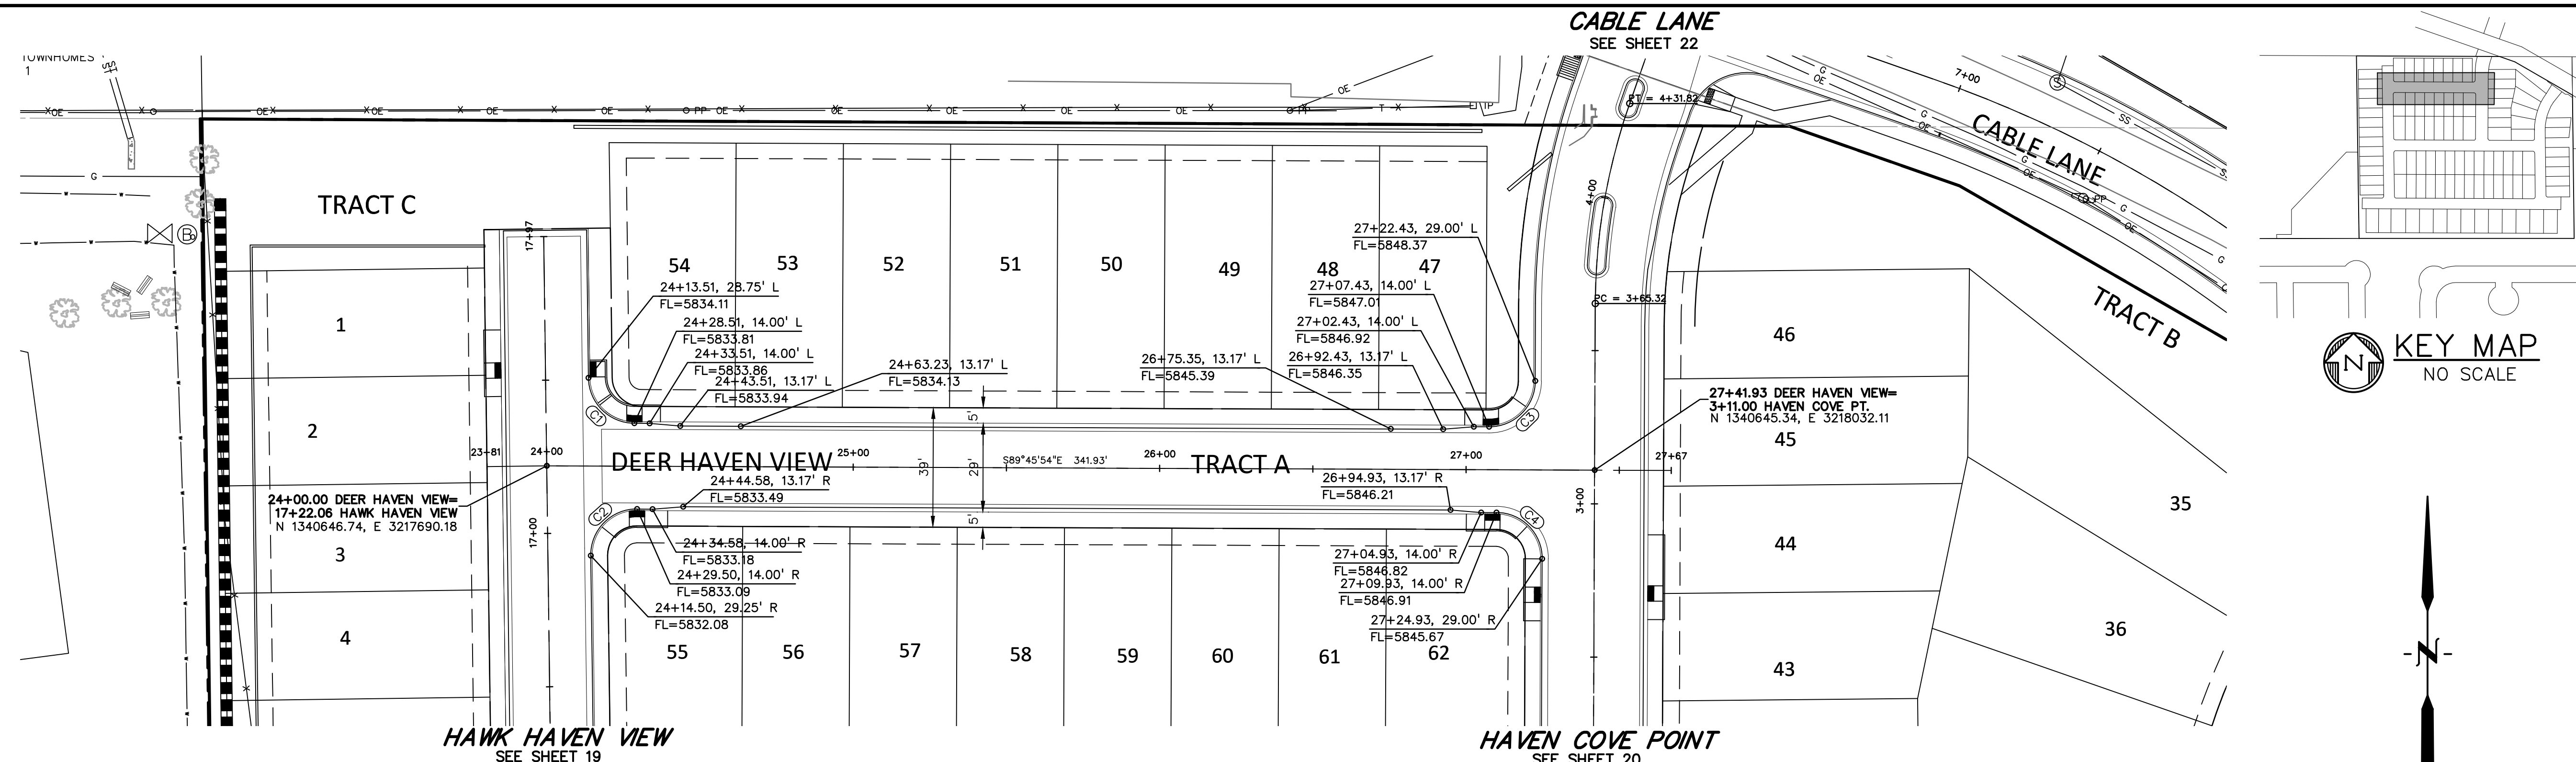 CABLE LANE
SEE SHEET 22
TOWNHOMES
1
ST
7+00
S
SS
G
OE
PT = 4+31.82
PP
T
CABLE LANE
TRACT C
B
17+97
4+00
27+22.43, 29.00' L
FL=5848.37
54
53
52
51
50
49
48
47
24+13.51, 28.75' L
FL=5834.11
27+07.43, 14.00' L
FL=5847.01
PC = 3+65.32
TRACT B
KEY MAP
NO SCALE
N
1
24+28.51, 14.00' L
FL=5833.81
27+02.43, 14.00' L
FL=5846.92
46
24+33.51, 14.00' L
FL=5833.86
24+63.23, 13.17' L
FL=5834.13
26+75.35, 13.17' L
FL=5845.39
26+92.43, 13.17' L
FL=5846.35
24+43.51, 13.17' L
FL=5833.94
27+41.93 DEER HAVEN VIEW=
3+11.00 HAVEN COVE PT.
N 1340645.34, E 3218032.11
C1
5'
C3
2
45
23+81
24+00
DEER HAVEN VIEW
25+00
39'
29'
S89°45'54"E 341.93'
26+00
TRACT A
27+00
27+67
24+44.58, 13.17' R
FL=5833.49
26+94.93, 13.17' R
FL=5846.21
24+00.00 DEER HAVEN VIEW=
17+22.06 HAWK HAVEN VIEW
N 1340646.74, E 3217690.18
3+00
35
C2
5'
C4
17+00
3
24+34.58, 14.00' R
FL=5833.18
27+04.93, 14.00' R
FL=5846.82
44
24+29.50, 14.00' R
FL=5833.09
27+09.93, 14.00' R
FL=5846.91
24+14.50, 29.25' R
FL=5832.08
27+24.93, 29.00' R
FL=5845.67
4
36
55
56
57
58
59
60
61
62
43
N
HAWK HAVEN VIEW
SEE SHEET 19
HAVEN COVE POINT
SEE SHEET 20